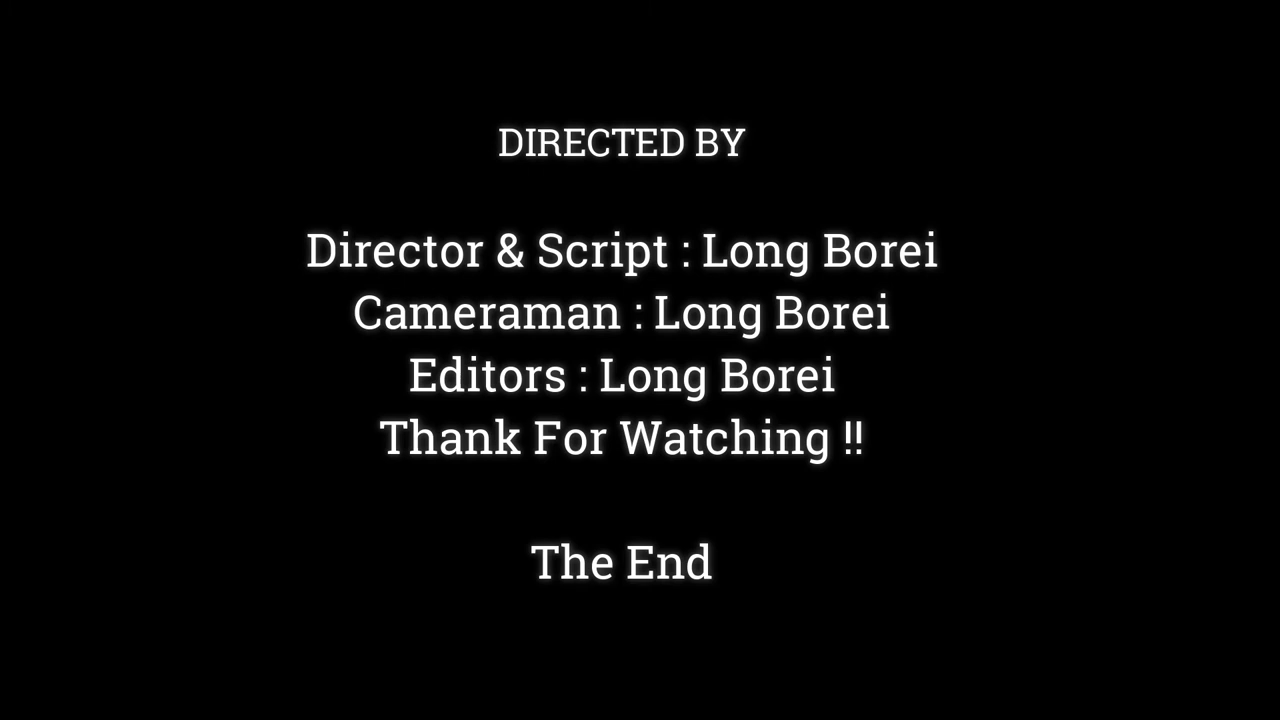 DIRECTED BY
Director & Script : Long Borei
Cameraman : Long Borei
Editors : Long Borei
Thank For Watching !!
The End